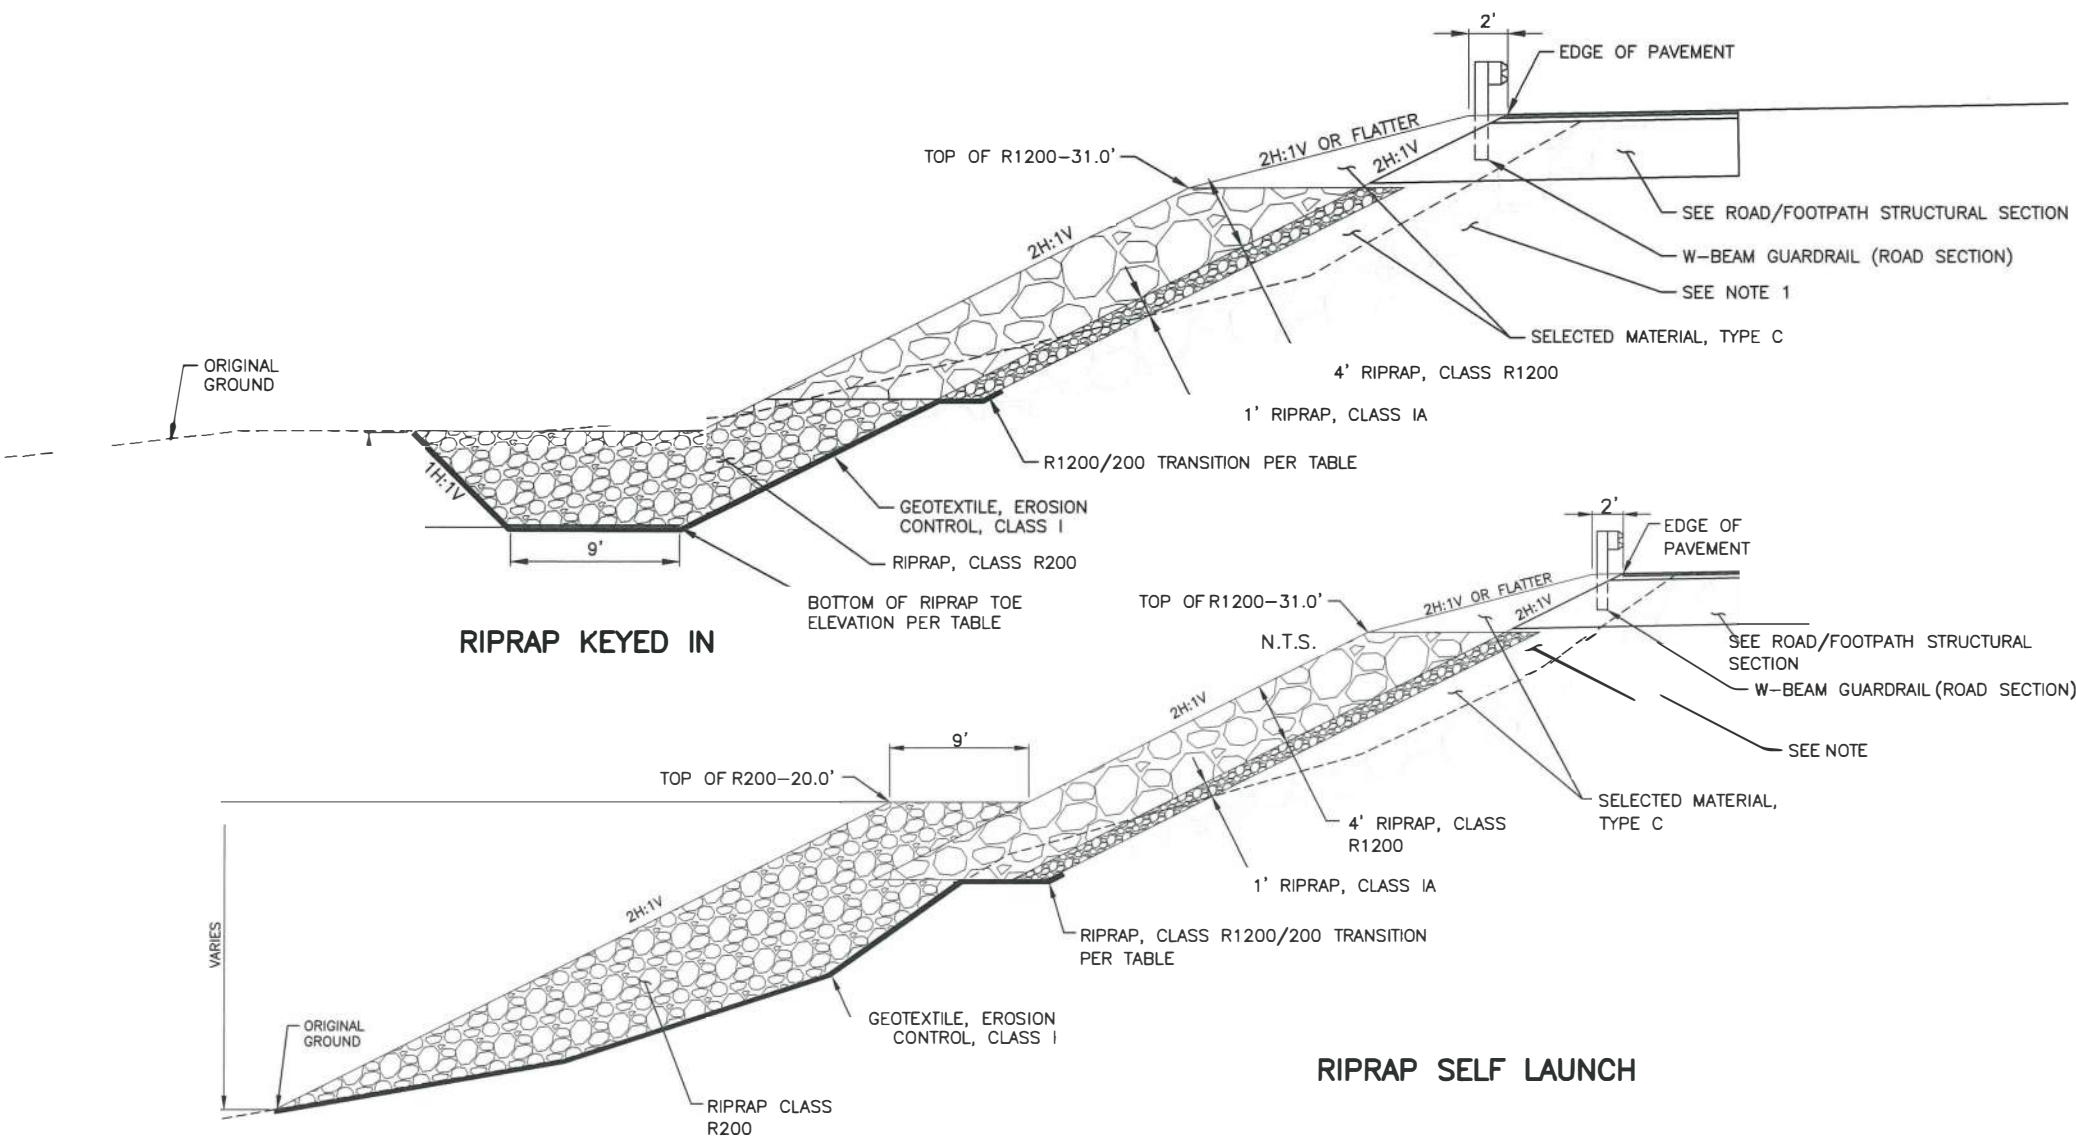 2'
EDGE OF PAVEMENT
2H:1V OR FLATTER
TOP OF R1200-31.0'
2H:1V
2H:1V
SEE ROAD/FOOTPATH STRUCTURAL SECTION
W-BEAM GUARDRAIL (ROAD SECTION)
SEE NOTE 1
SELECTED MATERIAL, TYPE C
4' RIPRAP, CLASS R1200
1' RIPRAP, CLASS IA
ORIGINAL
GROUND
R1200/200 TRANSITION PER TABLE
1H:1V
GEOTEXTILE, EROSION
CONTROL, CLASS I
9'
RIPRAP, CLASS R200
BOTTOM OF RIPRAP TOE
ELEVATION PER TABLE
RIPRAP KEYED IN
2'
EDGE OF
PAVEMENT
2H:1V OR FLATTER
TOP OF R1200-31.0'
2H:1V
N.T.S.
SEE ROAD/FOOTPATH STRUCTURAL
SECTION
W-BEAM GUARDRAIL (ROAD SECTION)
2H:1V
SEE NOTE
9'
TOP OF R200-20.0'
SELECTED MATERIAL,
TYPE C
4' RIPRAP, CLASS
R1200
1' RIPRAP, CLASS IA
2H:1V
VARIES
RIPRAP, CLASS R1200/200 TRANSITION
PER TABLE
GEOTEXTILE, EROSION
CONTROL, CLASS I
ORIGINAL
GROUND
RIPRAP SELF LAUNCH
RIPRAP CLASS
R200